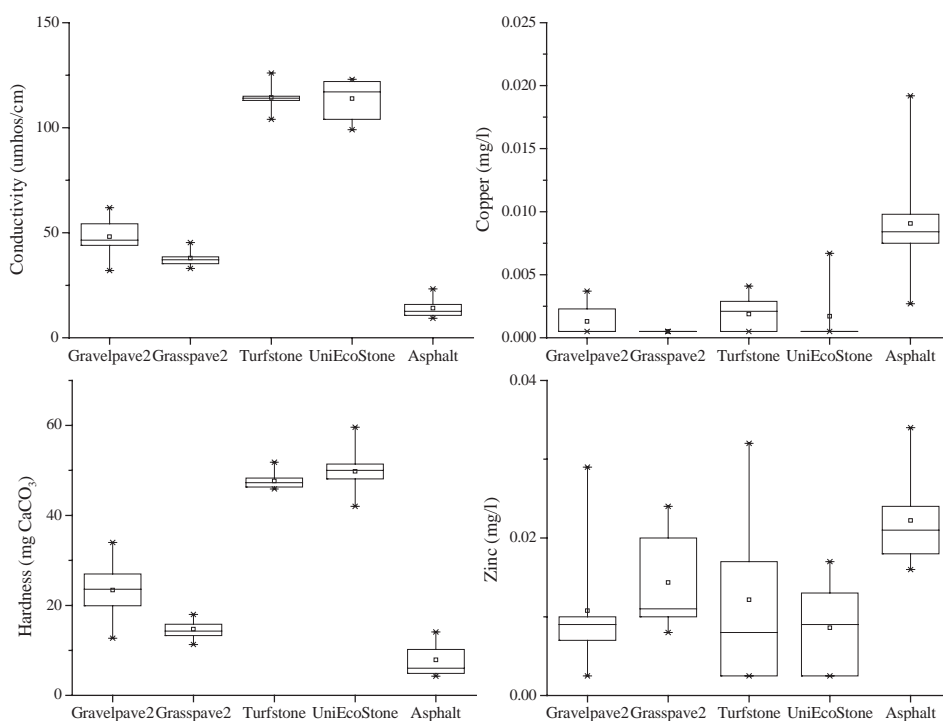 150
100
50
0
Conductivity (umhos/cm)
Gravelpave2 Grasspave2 Turfstone UniEcoStone Asphalt
0.025
0.020
0.015
0.010
0.005
0.000
Copper (mg/l)
Gravelpave2 Grasspave2 Turfstone UniEcoStone Asphalt
60
40
20
0
Hardness (mg CaCO₃)
Gravelpave2 Grasspave2 Turfstone UniEcoStone Asphalt
0.04
0.02
0.00
Zinc (mg/l)
Gravelpave2 Grasspave2 Turfstone UniEcoStone Asphalt